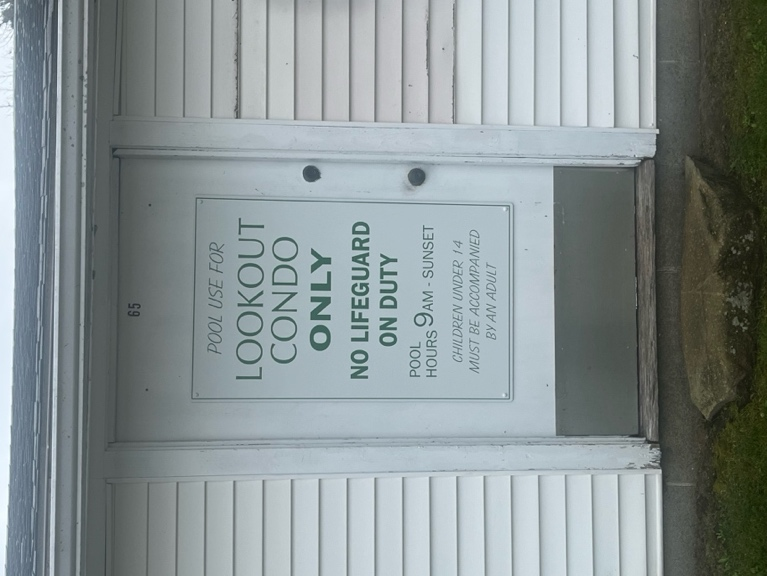 65
POOL USE FOR
LOOKOUT
CONDO
ONLY
NO LIFEGUARD
ON DUTY
POOL
HOURS 9AM - SUNSET
CHILDREN UNDER 14
MUST BE ACCOMPANIED
BY AN ADULT